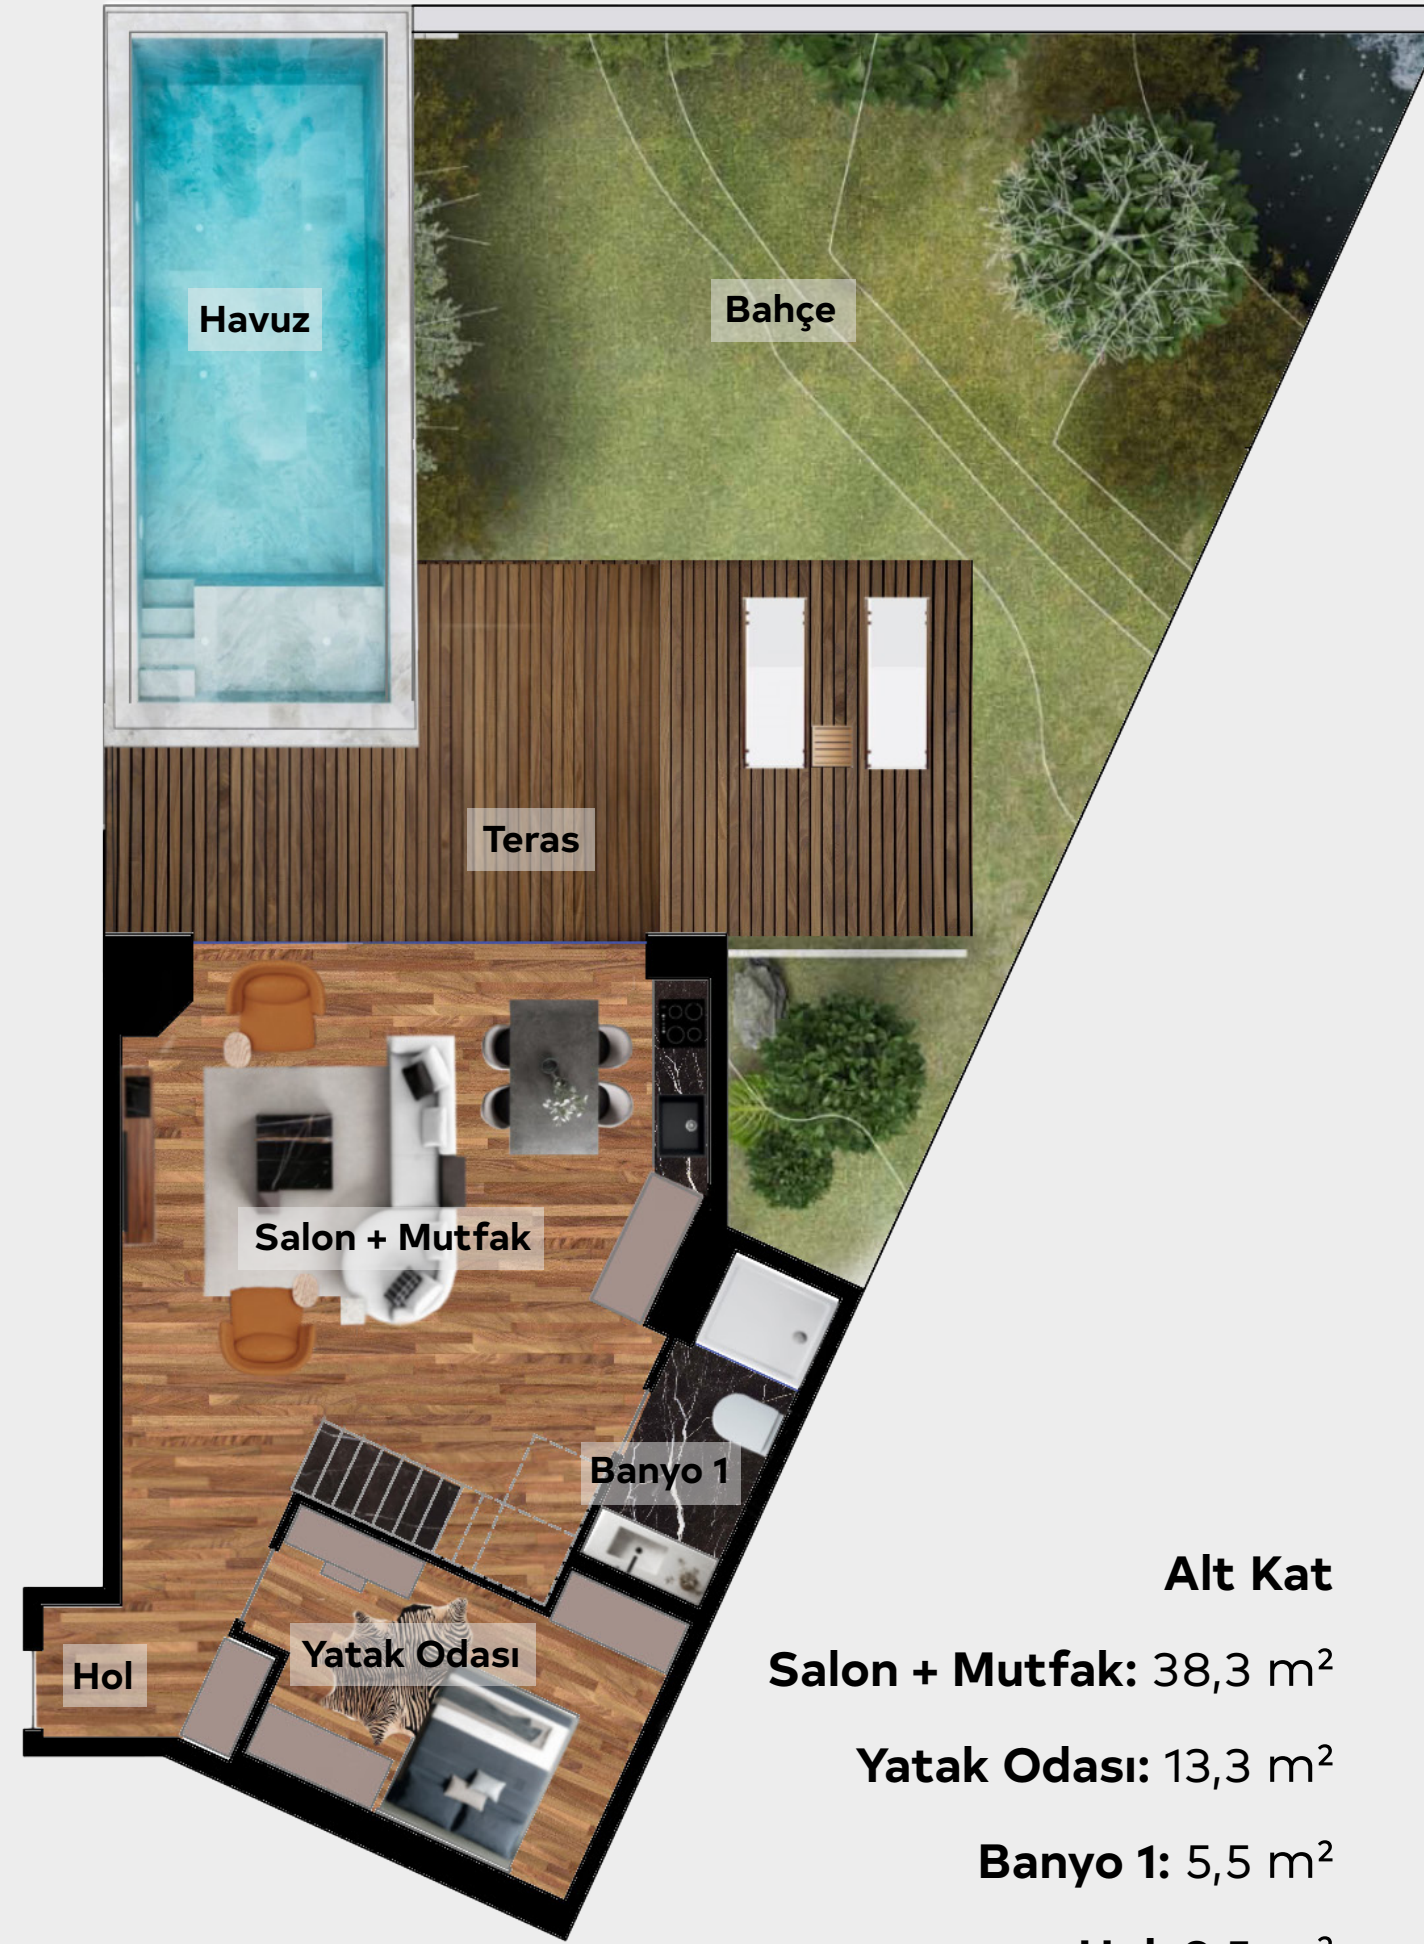 Havuz
Bahçe
Teras
Salon + Mutfak
Banyo 1
Yatak Odası
Hol
Alt Kat
Salon + Mutfak: 38,3 m²
Yatak Odası: 13,3 m²
Banyo 1: 5,5 m²